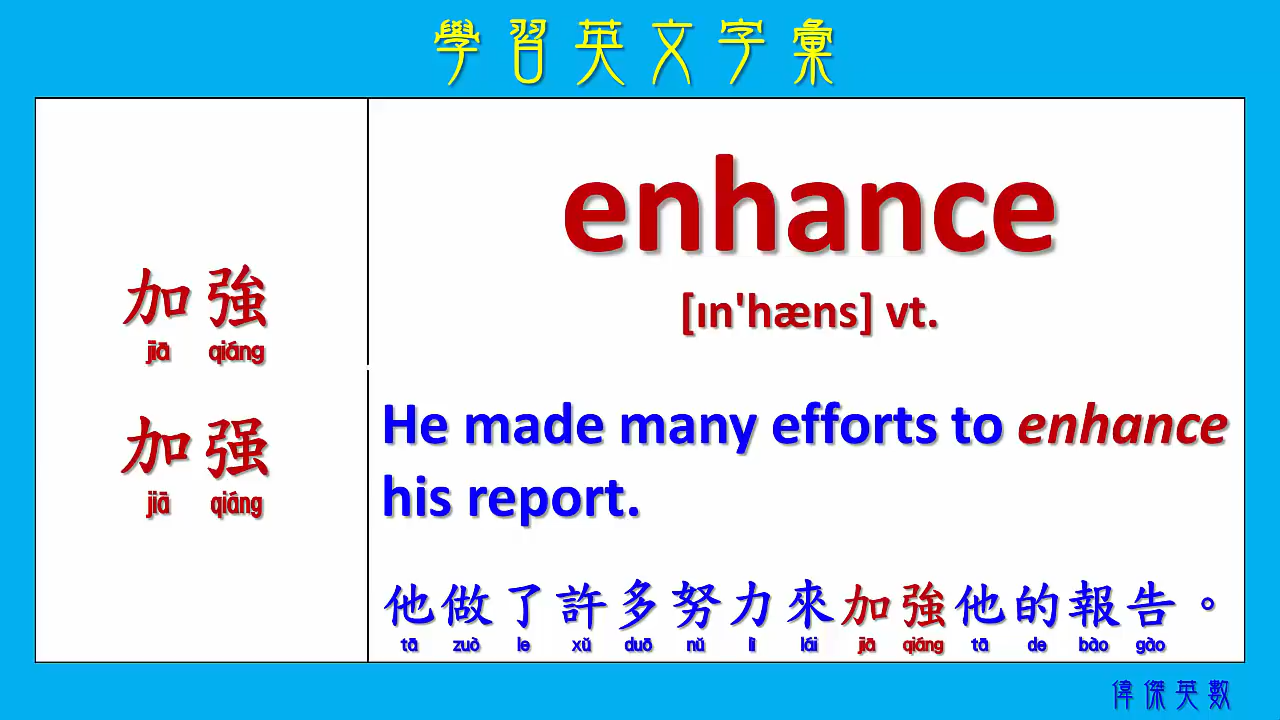 學習英文字彙
加強
jiā qiáng
加强
jiā qiáng
enhance
[ɪn'hæns] vt.
He made many efforts to enhance
his report.
他做了許多努力來加強他的報告。
tā zuò le xǔ duō nǔ lì lái jiā qiáng tā de bào gào
偉傑英數